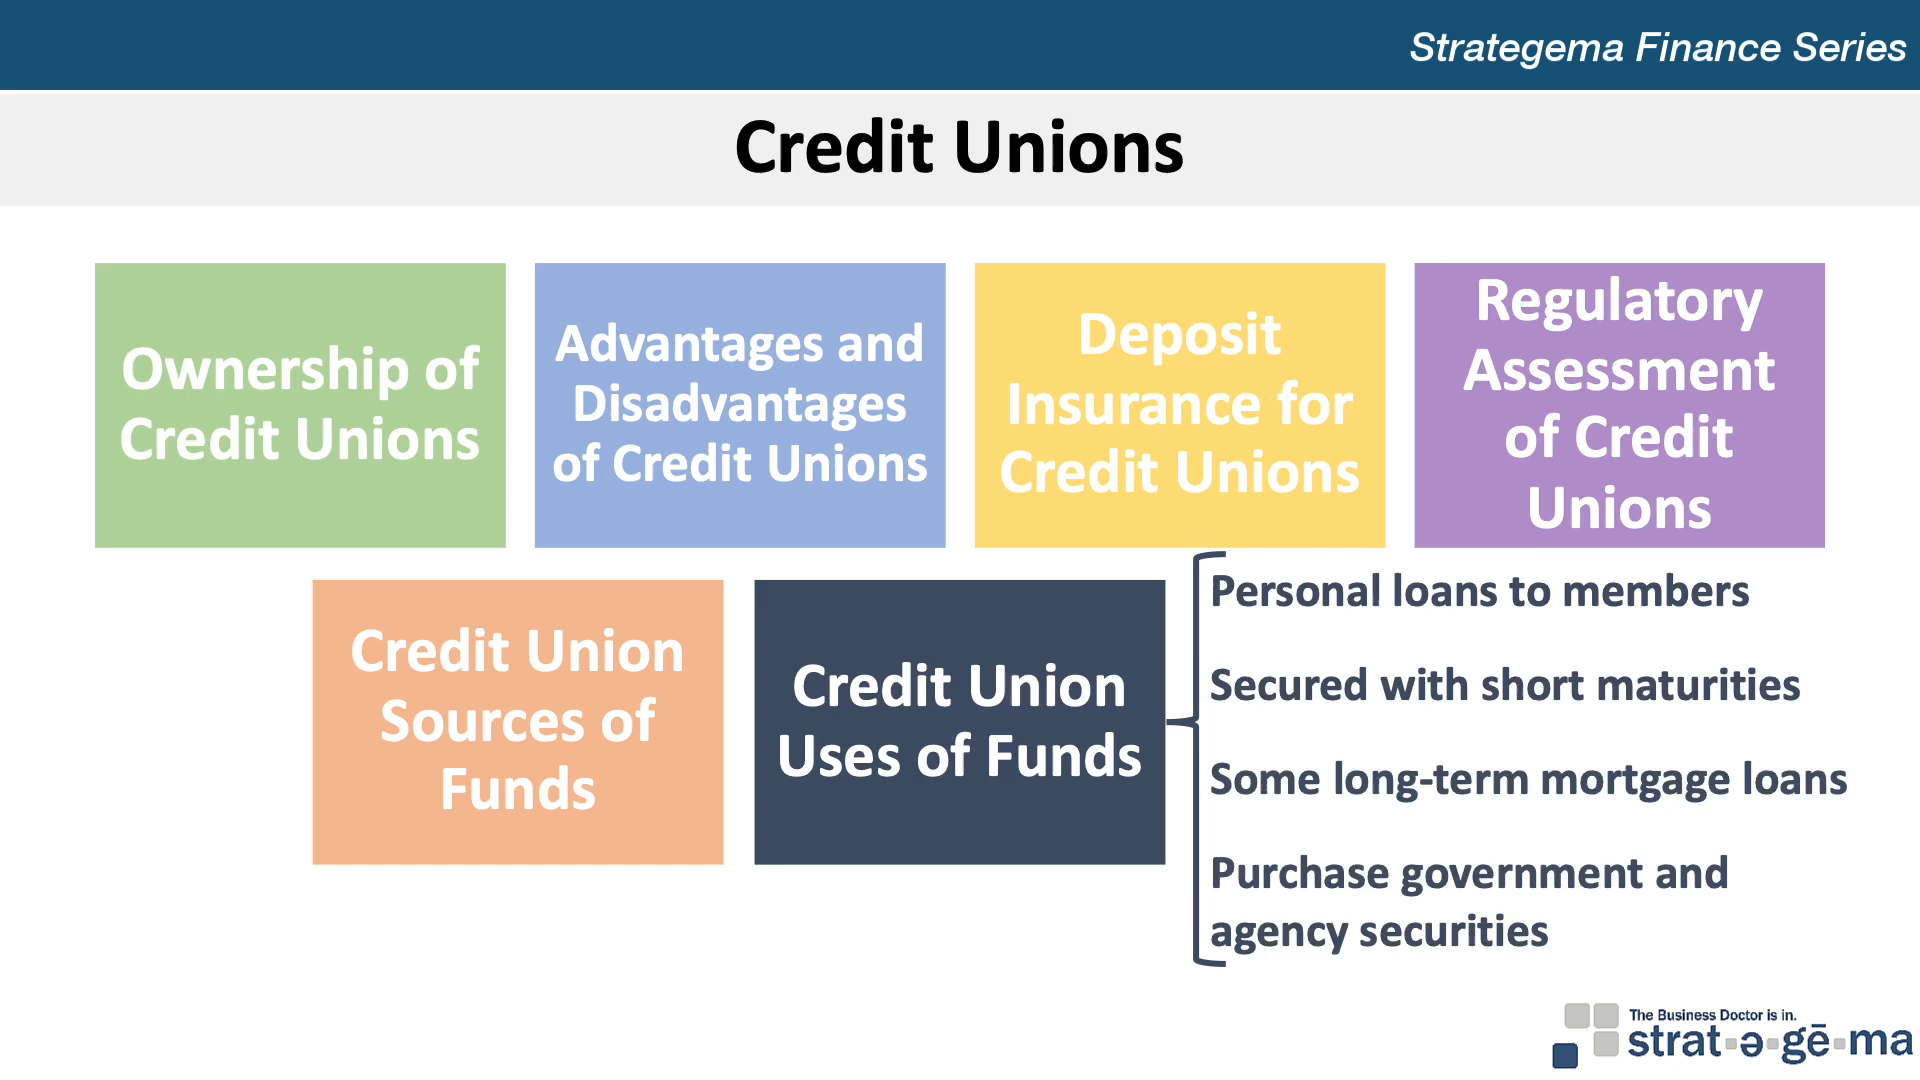 Strategema Finance Series
Credit Unions
Ownership of
Credit Unions
Advantages and
Disadvantages
of Credit Unions
Deposit
Insurance for
Credit Unions
Regulatory
Assessment
of Credit
Unions
Credit Union
Sources of
Funds
Credit Union
Uses of Funds
Personal loans to members
Secured with short maturities
Some long-term mortgage loans
Purchase government and
agency securities
The Business Doctor is in.
strat▪ə▪gē▪ma